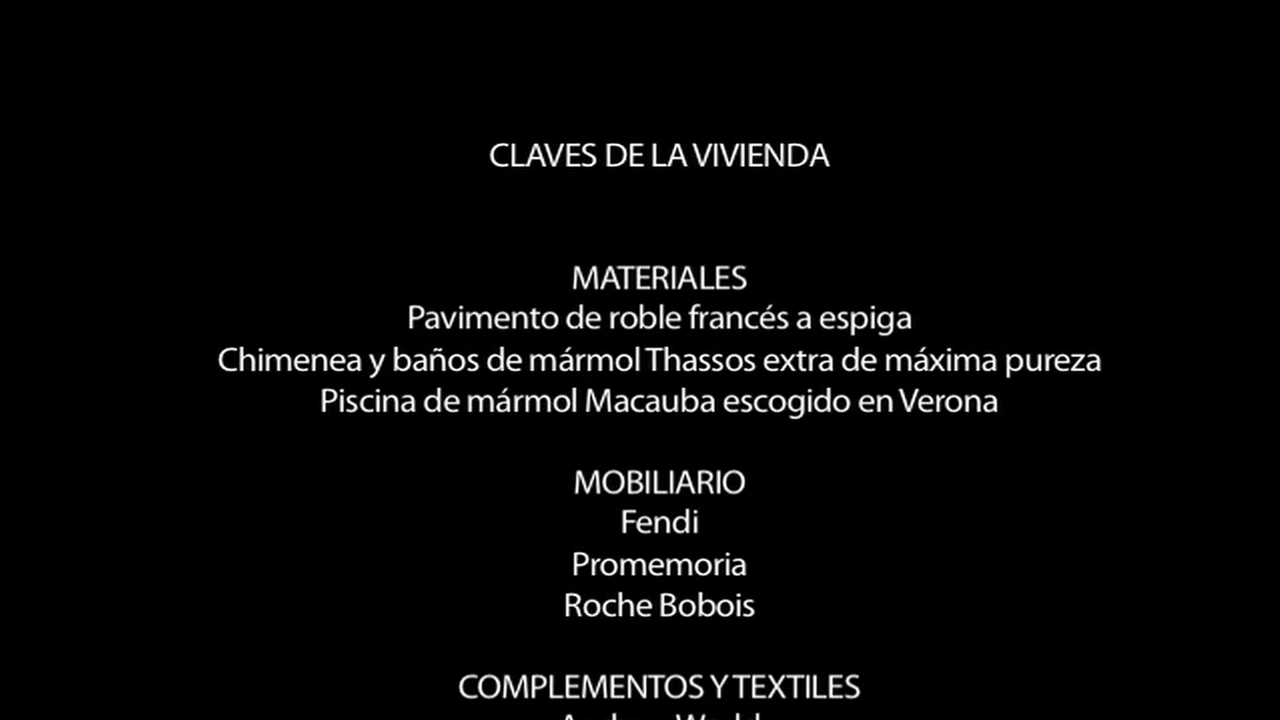 CLAVES DE LA VIVIENDA
MATERIALES
Pavimento de roble francés a espiga
Chimenea y baños de mármol Thassos extra de máxima pureza
Piscina de mármol Macauba escogido en Verona
MOBILIARIO
Fendi
Promemoria
Roche Bobois
COMPLEMENTOS Y TEXTILES